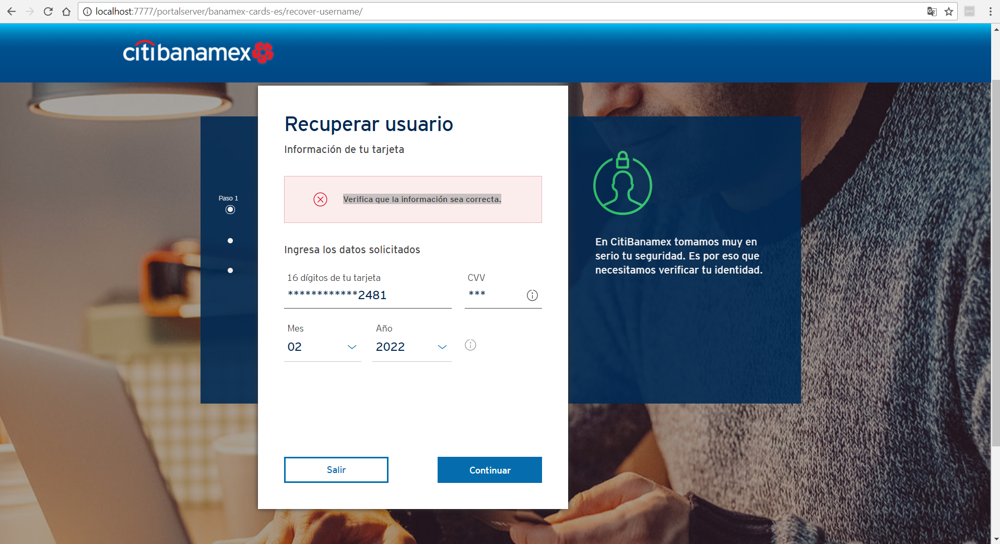 localhost:7777/portalserver/banamex-cards-es/recover-username/
citibanamex
Recuperar usuario
Información de tu tarjeta
Paso 1
Verifica que la información sea correcta.
Ingresa los datos solicitados
16 dígitos de tu tarjeta
CVV
************2481
***
Mes
Año
02
2022
Salir
Continuar
En CitiBanamex tomamos muy en
serio tu seguridad. Es por eso que
necesitamos verificar tu identidad.